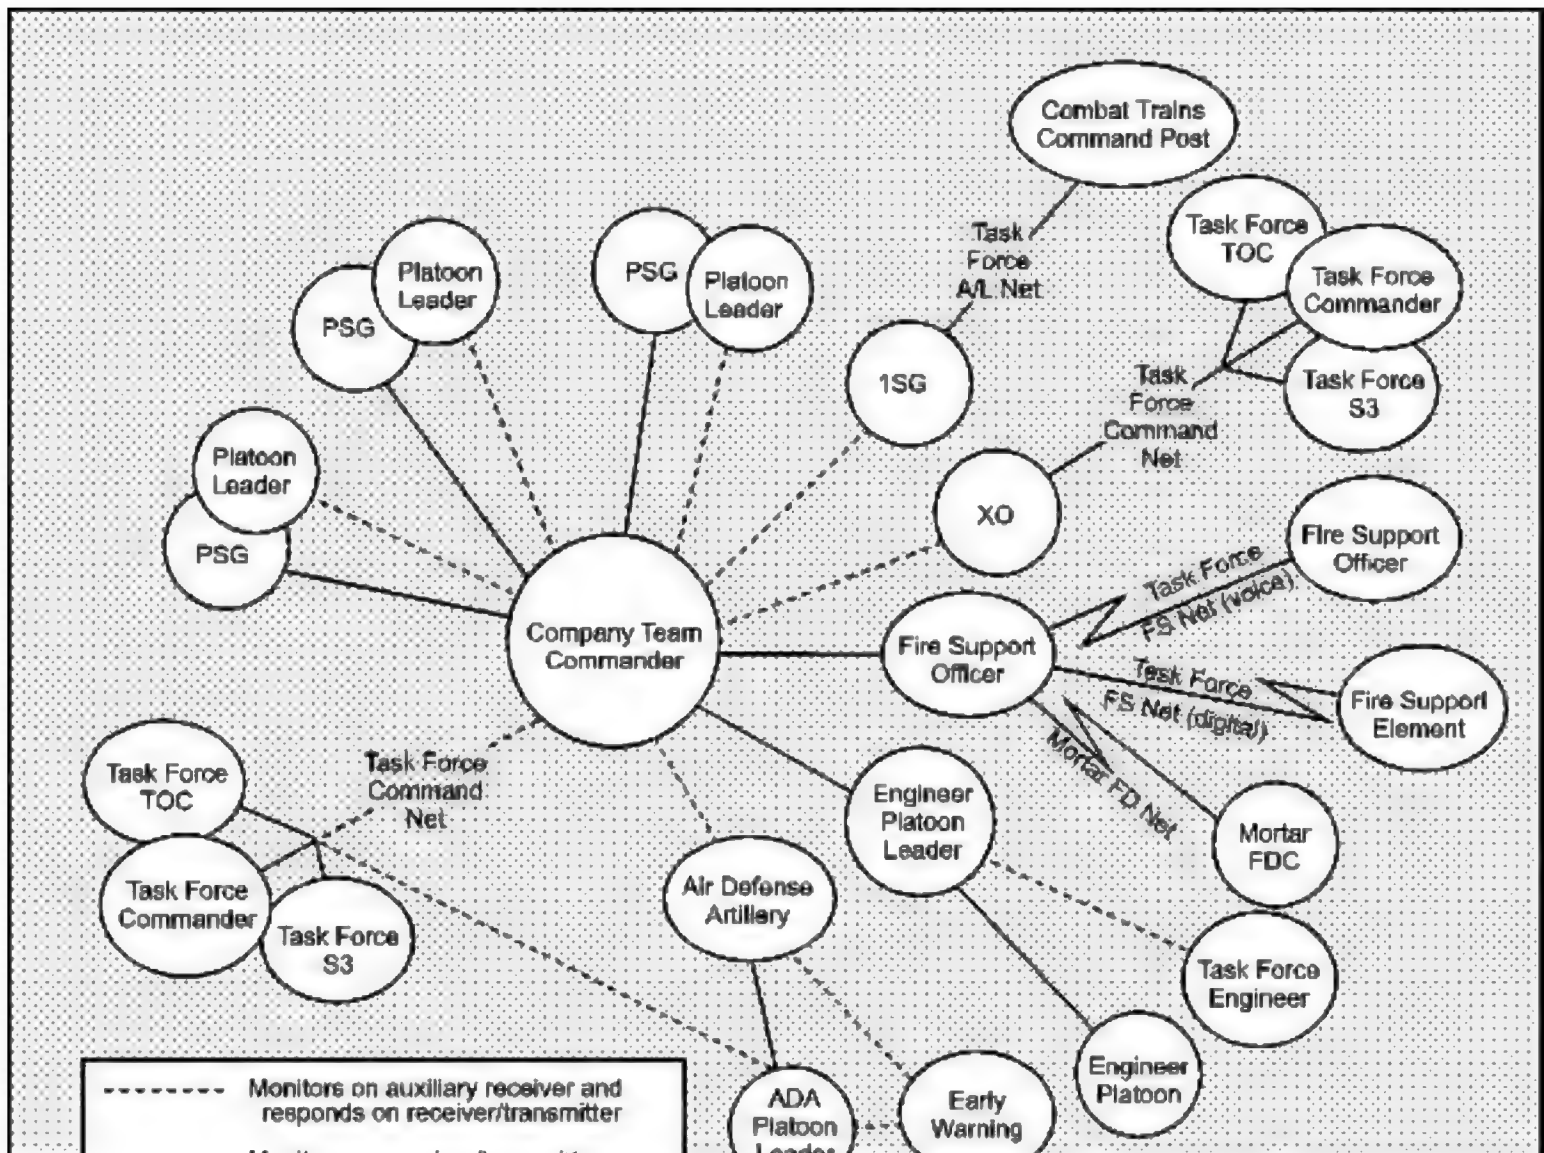 Combat Trains
Command Post
Task
Force
A/L Net
Task Force
TOC
Task Force
Commander
Task Force
S3
Platoon
Leader
PSG
PSG
Platoon
Leader
1SG
Task
Force
Command
Net
Platoon
Leader
PSG
XO
Fire Support
Officer
Task Force
FS Net (voice)
Company Team
Commander
Fire Support
Officer
Task Force
FS Net (digital)
Fire Support
Element
Mortar FD Net
Task Force
Command
Net
Task Force
TOC
Task Force
Commander
Task Force
S3
Engineer
Platoon
Leader
Mortar
FDC
Air Defense
Artillery
Task Force
Engineer
Engineer
Platoon
ADA
Platoon
Leader
Early
Warning
Monitors on auxiliary receiver and
responds on receiver/transmitter